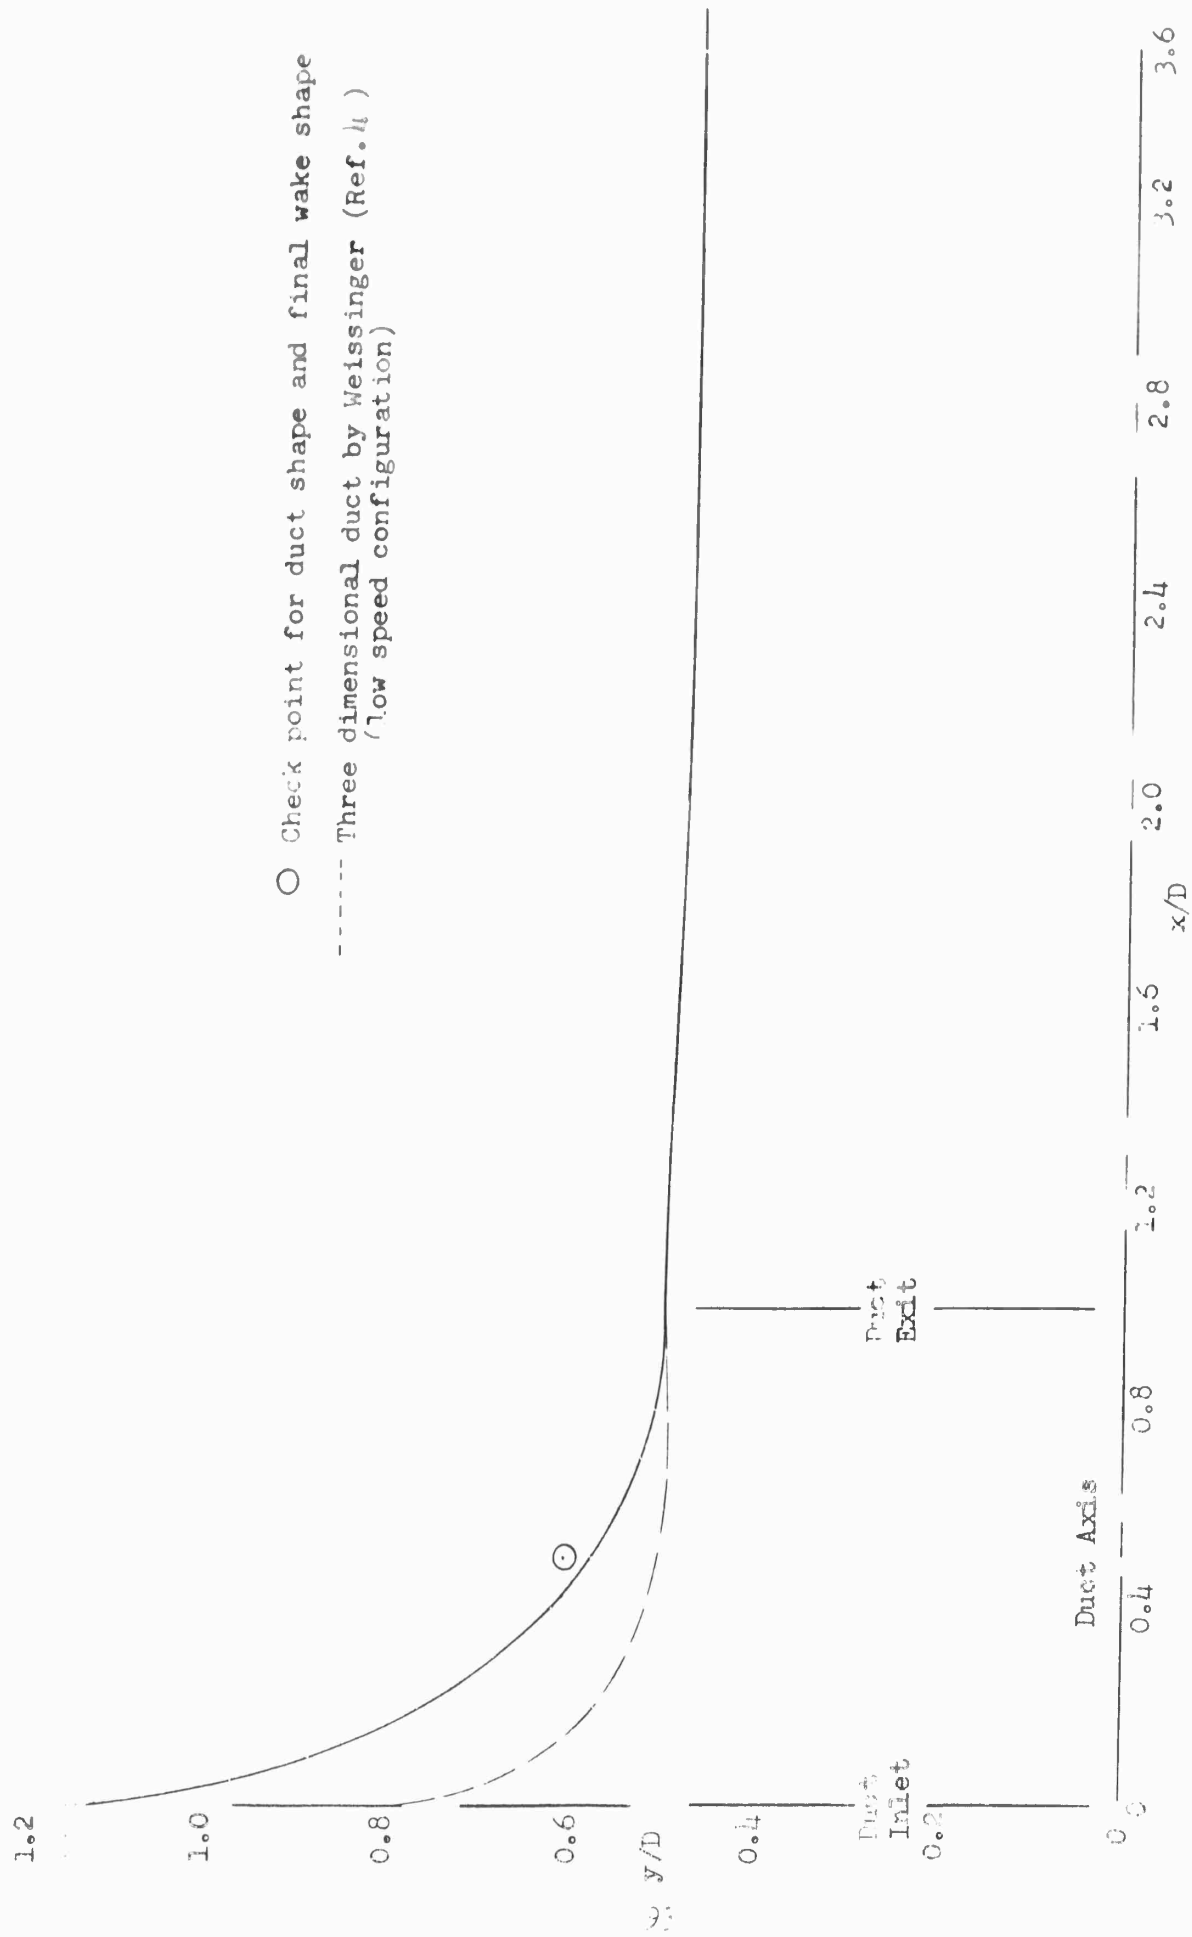 ○ Check point for duct shape and final wake shape
------ Three dimensional duct by Weissinger (Ref. 4 )
(low speed configuration)
1.2
1.0
0.8
0.6
y/D
0.4
0.2
0
Duct
Inlet
Duct
Exit
Duct Axis
0
0.4
0.8
1.2
1.6
2.0
2.4
2.8
3.2
3.6
x/D